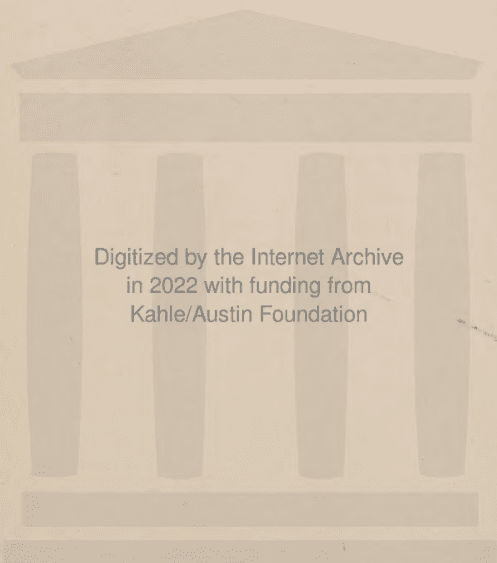 Digitized by the Internet Archive
in 2022 with funding from
Kahle/Austin Foundation